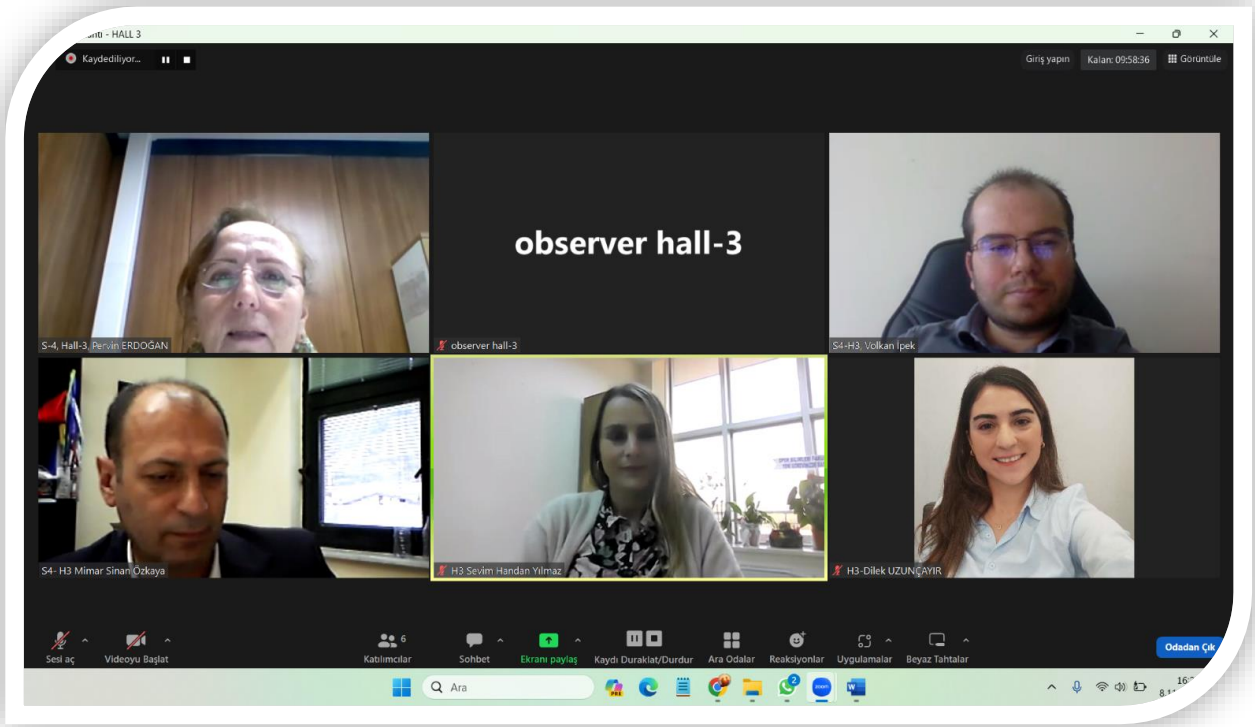 - HALL 3
Kaydediliyor...
Giriş yapın
Kalan: 09:58:36
Görüntüle
observer hall-3
S-4, Hall-3, Pervin ERDOĞAN
observer hall-3
S4-H3, Volkan İpek
S4- H3 Mimar Sinan Özkaya
H3 Sevim Handan Yılmaz
H3-Dilek UZUNÇAYIR
6
Sesi aç
Videoyu Başlat
Katılımcılar
Sohbet
Ekranı paylaş
Kaydı Duraklat/Durdur
Ara Odalar
Reaksiyonlar
Uygulamalar
Beyaz Tahtalar
Odadan Çık
Ara
PRE
2
zoom
W